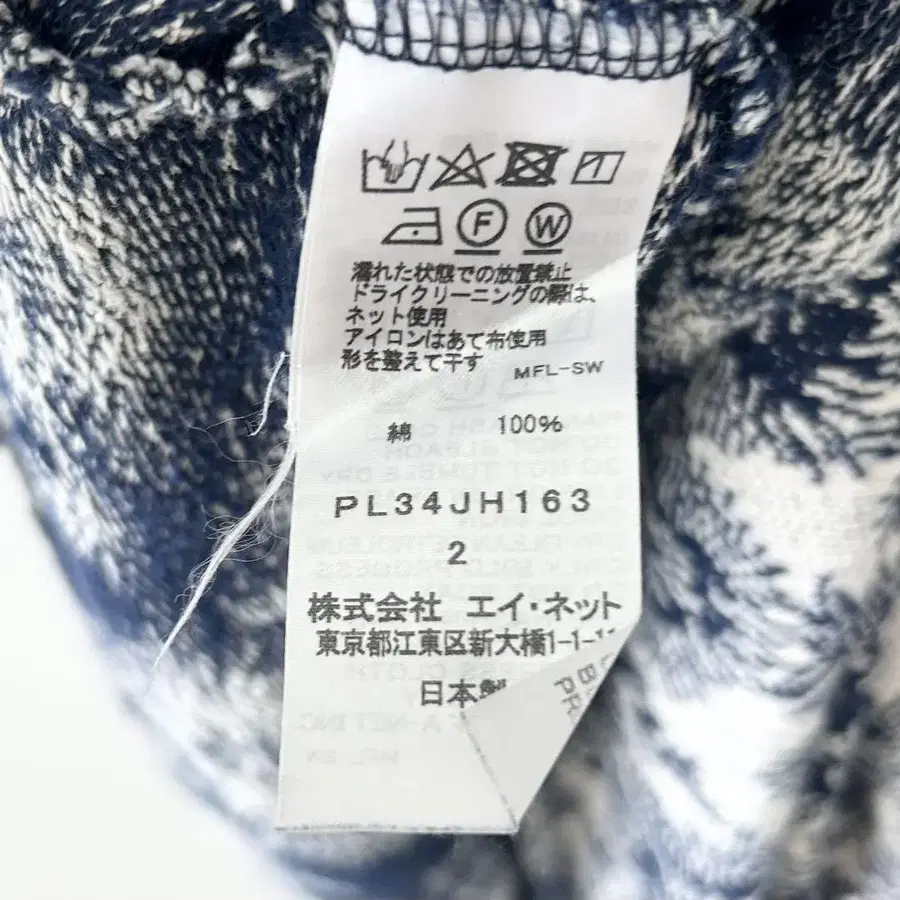 F W
濡れた状態での放置禁止
ドライクリーニングの際は、
ネット使用
アイロンはあて布使用
形を整えて干す
MFL-SW
綿 100%
PL34JH163
2
株式会社 エイ・ネット
東京都江東区新大橋1-1-11
日本製
PR